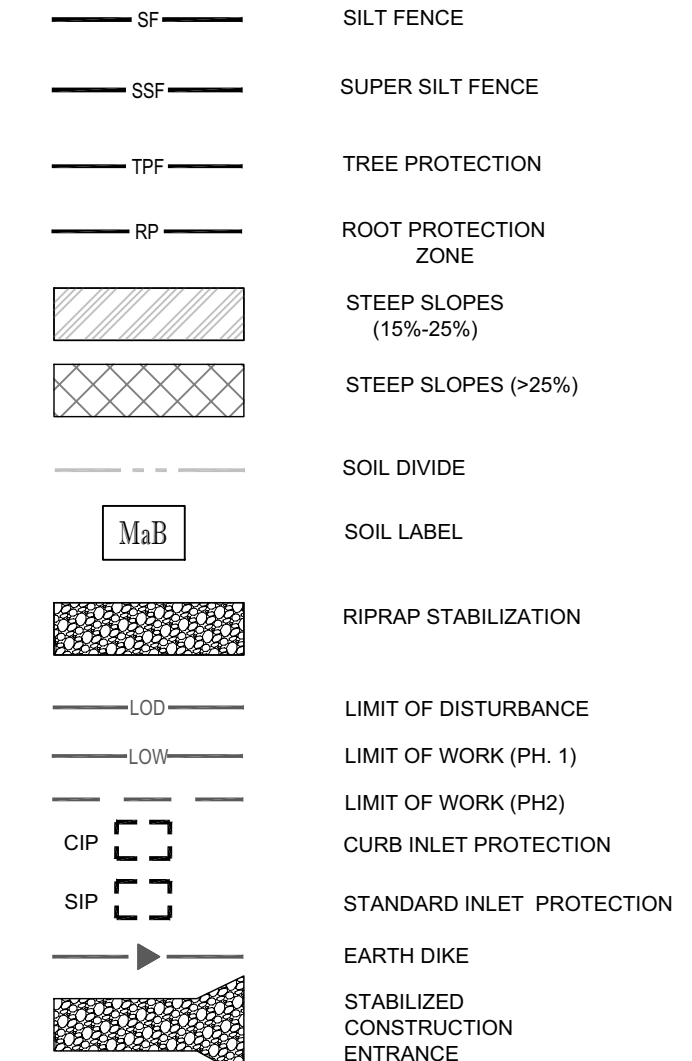 SF SILT FENCE
SSF SUPER SILT FENCE
TPF TREE PROTECTION
RP ROOT PROTECTION
ZONE
STEEP SLOPES
(15%-25%)
STEEP SLOPES (>25%)
SOIL DIVIDE
MaB SOIL LABEL
RIPRAP STABILIZATION
LOD LIMIT OF DISTURBANCE
LOW LIMIT OF WORK (PH. 1)
LIMIT OF WORK (PH2)
CIP CURB INLET PROTECTION
SIP STANDARD INLET PROTECTION
EARTH DIKE
STABILIZED
CONSTRUCTION
ENTRANCE